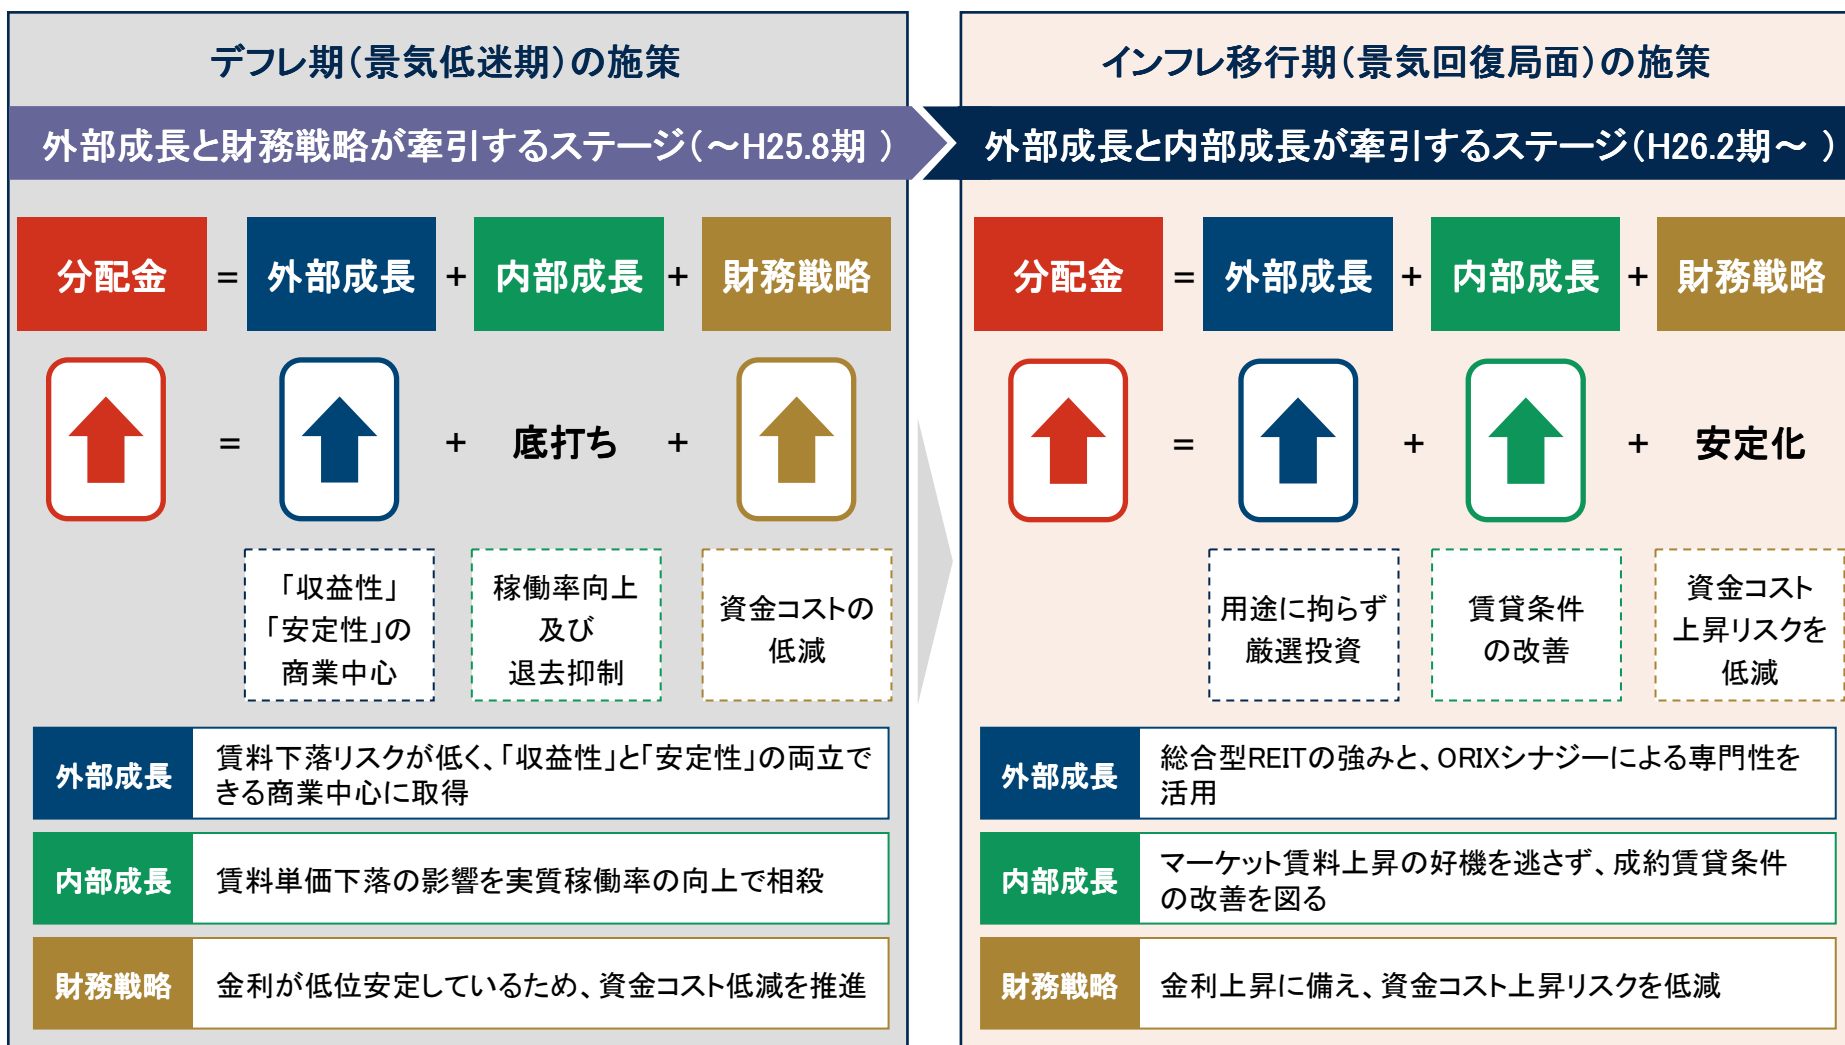 デフレ期（景気低迷期）の施策
外部成長と財務戦略が牽引するステージ（～H25.8期 ）
分配金 = 外部成長 + 内部成長 + 財務戦略
= + 底打ち +
「収益性」
「安定性」の
商業中心
稼働率向上
及び
退去抑制
資金コストの
低減
外部成長
賃料下落リスクが低く、「収益性」と「安定性」の両立で
きる商業中心に取得
内部成長
賃料単価下落の影響を実質稼働率の向上で相殺
財務戦略
金利が低位安定しているため、資金コスト低減を推進
インフレ移行期（景気回復局面）の施策
外部成長と内部成長が牽引するステージ（H26.2期～ ）
分配金 = 外部成長 + 内部成長 + 財務戦略
= + + 安定化
用途に拘らず
厳選投資
賃貸条件
の改善
資金コスト
上昇リスクを
低減
外部成長
総合型REITの強みと、ORIXシナジーによる専門性を
活用
内部成長
マーケット賃料上昇の好機を逃さず、成約賃貸条件
の改善を図る
財務戦略
金利上昇に備え、資金コスト上昇リスクを低減